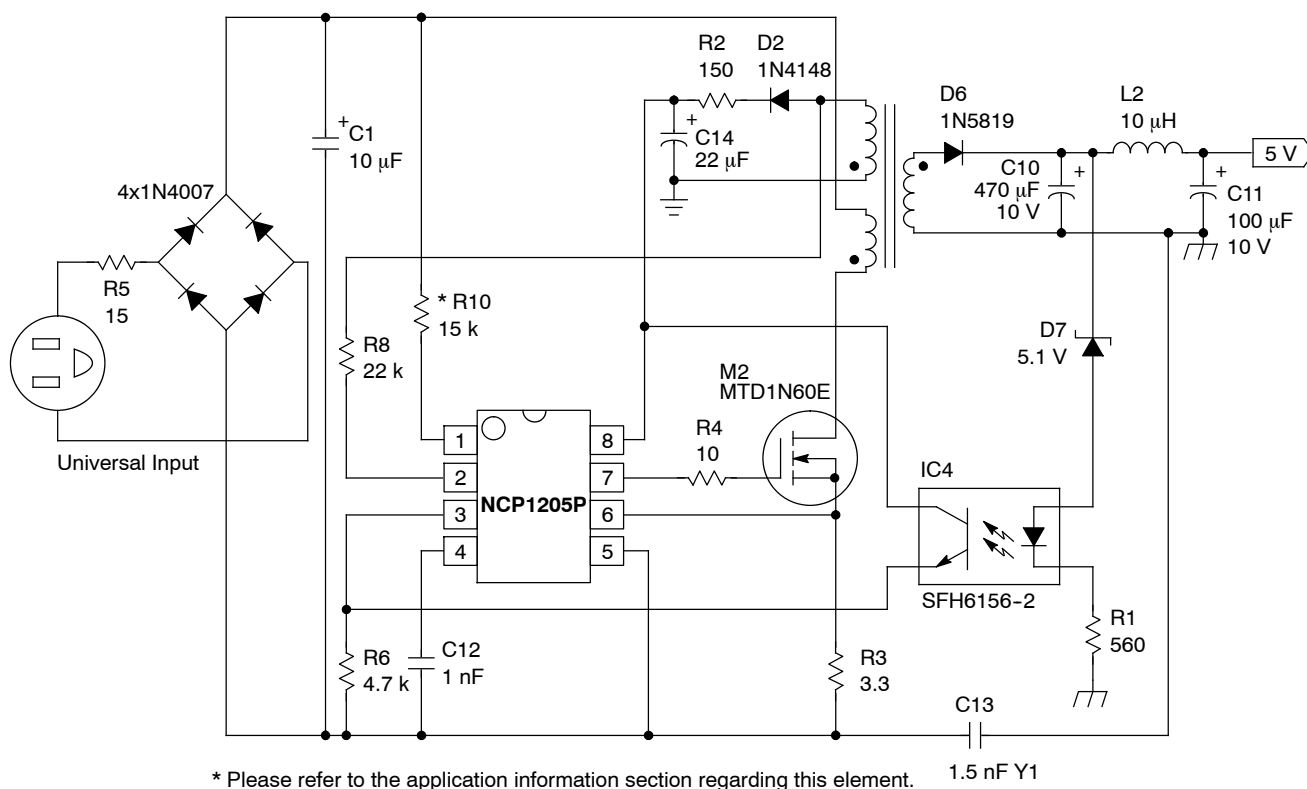 R2
150
D2
1N4148
D6
1N5819
L2
10 μH
+
C1
10 μF
+
C14
22 μF
C10
470 μF
10 V
+
+
C11
100 μF
10 V
5 V
4x1N4007
R5
15
* R10
15 k
R8
22 k
D7
5.1 V
M2
MTD1N60E
R4
10
Universal Input
1
2
3
4
NCP1205P
8
7
6
5
IC4
SFH6156-2
R1
560
R6
4.7 k
C12
1 nF
R3
3.3
C13
1.5 nF Y1
* Please refer to the application information section regarding this element.